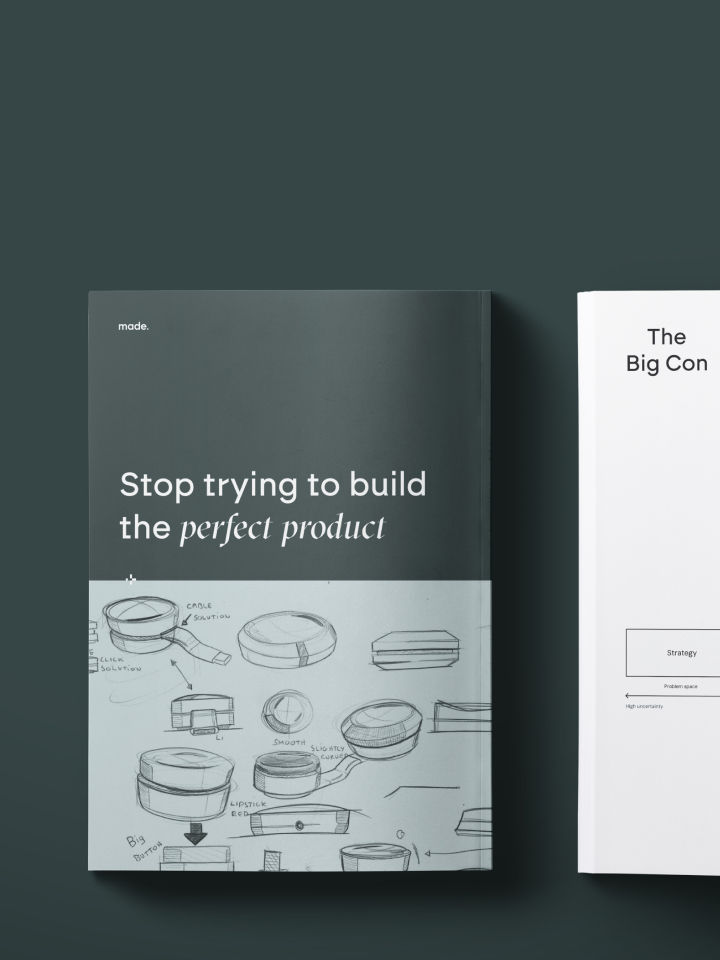 made.
Stop trying to build
the perfect product
CABLE
SOLUTION
CLICK
SOLUTION
Li
SMOOTH
SLIGHTLY
CURVED
LIPSTICK
RED
Big
BUTTON
The
Big Con
Strategy
Problem space
High uncertainty